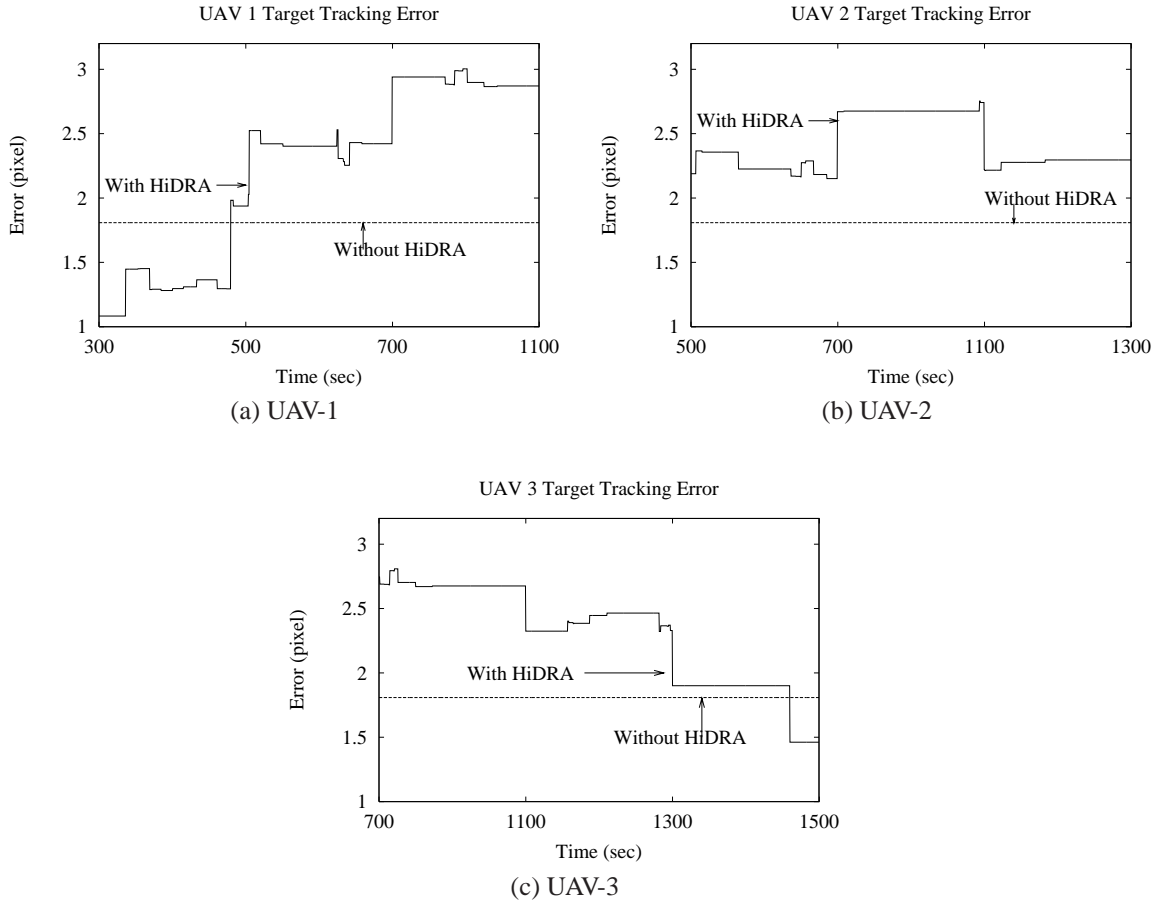 UAV 1 Target Tracking Error
3
2.5
2
1.5
1
Error (pixel)
With HiDRA
Without HiDRA
300 500 700 1100
Time (sec)
(a) UAV-1
UAV 2 Target Tracking Error
3
2.5
2
1.5
1
Error (pixel)
With HiDRA
Without HiDRA
500 700 1100 1300
Time (sec)
(b) UAV-2
UAV 3 Target Tracking Error
3
2.5
2
1.5
1
Error (pixel)
With HiDRA
Without HiDRA
700 1100 1300 1500
Time (sec)
(c) UAV-3